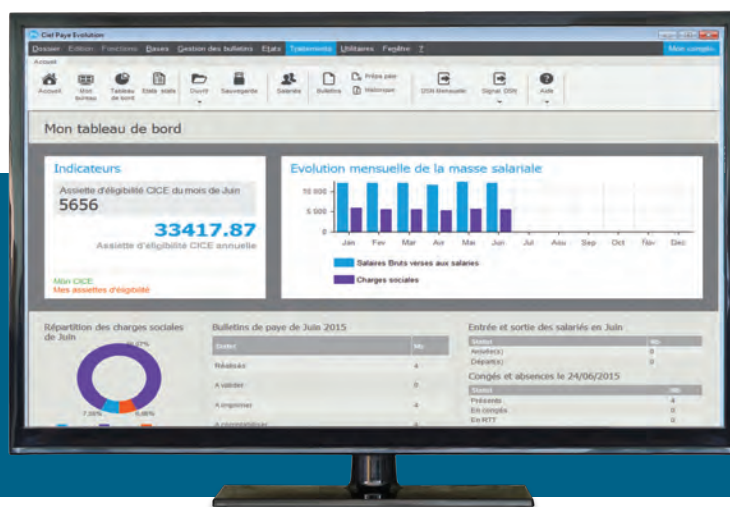 Ciel Paye Evolution
Dossier Edition Fonctions Bases Gestion des bulletins Etats Traitements Utilitaires Fenêtre ? Mon compte
Accueil
Accueil Mon bureau Tableau de bord Etats Ouvrir Sauvegarde Salariés Bulletins Prépa paie Historique DSN Mensuelle Signal. DSN Aide
Mon tableau de bord
Indicateurs
Assiette d'éligibilité CICE du mois de Juin
5656
33417.87
Assiette d'éligibilité CICE annuelle
Mon CICE
Mes assiettes d'éligibilité
Evolution mensuelle de la masse salariale
10 000
5 000
0
Jan Fev Mar Avr Mai Jun Jul Aou Sep Oct Nov Dec
Salaires Bruts verses aux salaries
Charges sociales
Répartition des charges sociales
de Juin
Bulletins de paye de Juin 2015
Statut Nb
Réalisés 4
A valider 0
A imprimer 4
A comptabiliser 4
Entrée et sortie des salariés en Juin
Statut Nb
Arrivée(s) 0
Départ(s) 0
Congés et absences le 24/06/2015
Statut Nb
Présents 4
En congés 0
En RTT 0